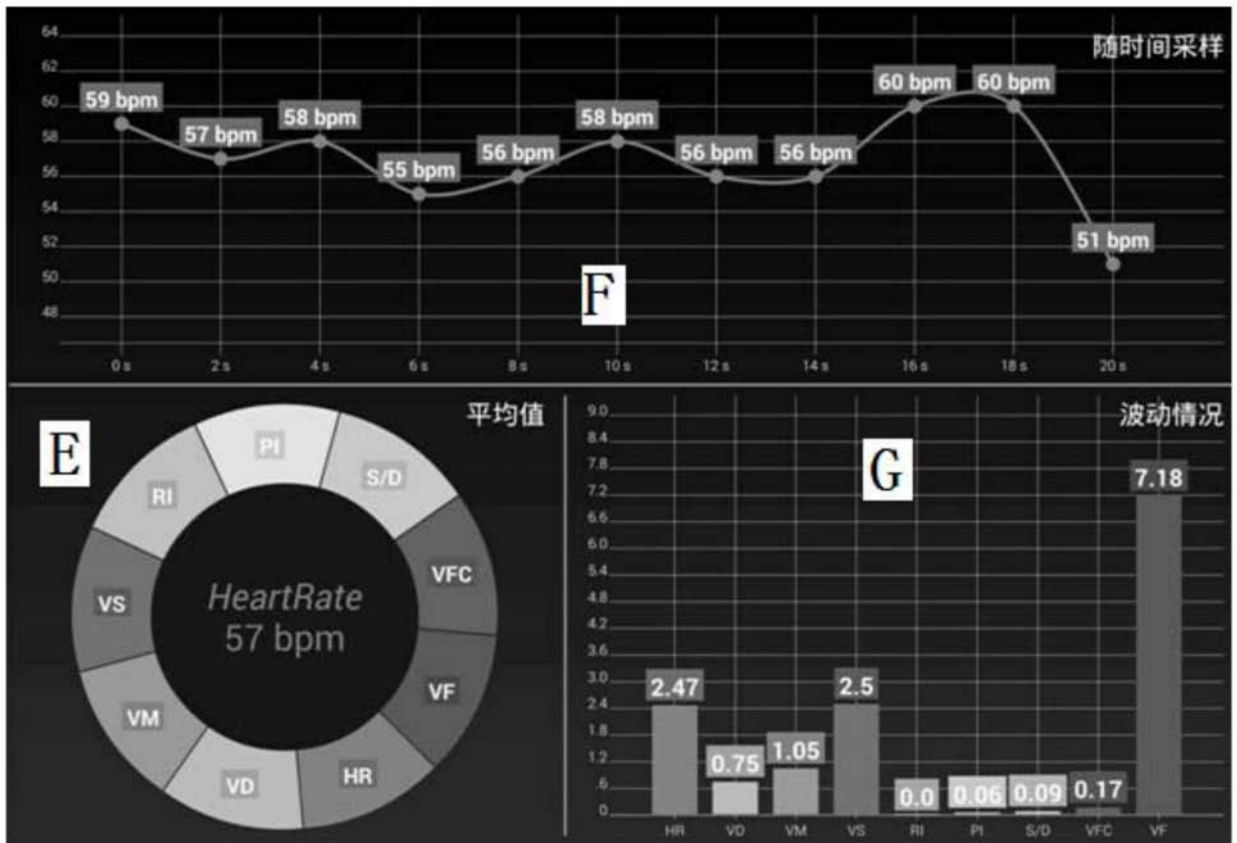 随时间采样
64
62
60
58
56
54
52
50
48
59 bpm
57 bpm
58 bpm
55 bpm
56 bpm
58 bpm
56 bpm
56 bpm
60 bpm
60 bpm
51 bpm
F
0 s
2 s
4 s
6 s
8 s
10 s
12 s
14 s
16 s
18 s
20 s
E
平均值
PI
S/D
RI
VFC
VS
HeartRate
57 bpm
VF
VM
HR
VD
G
波动情况
9.0
8.4
7.8
7.2
6.6
6.0
5.4
4.8
4.2
3.6
3.0
2.4
1.8
1.2
.6
0
2.47
0.75
1.05
2.5
0.0
0.06
0.09
0.17
7.18
HR
VD
VM
VS
RI
PI
S/D
VFC
VF